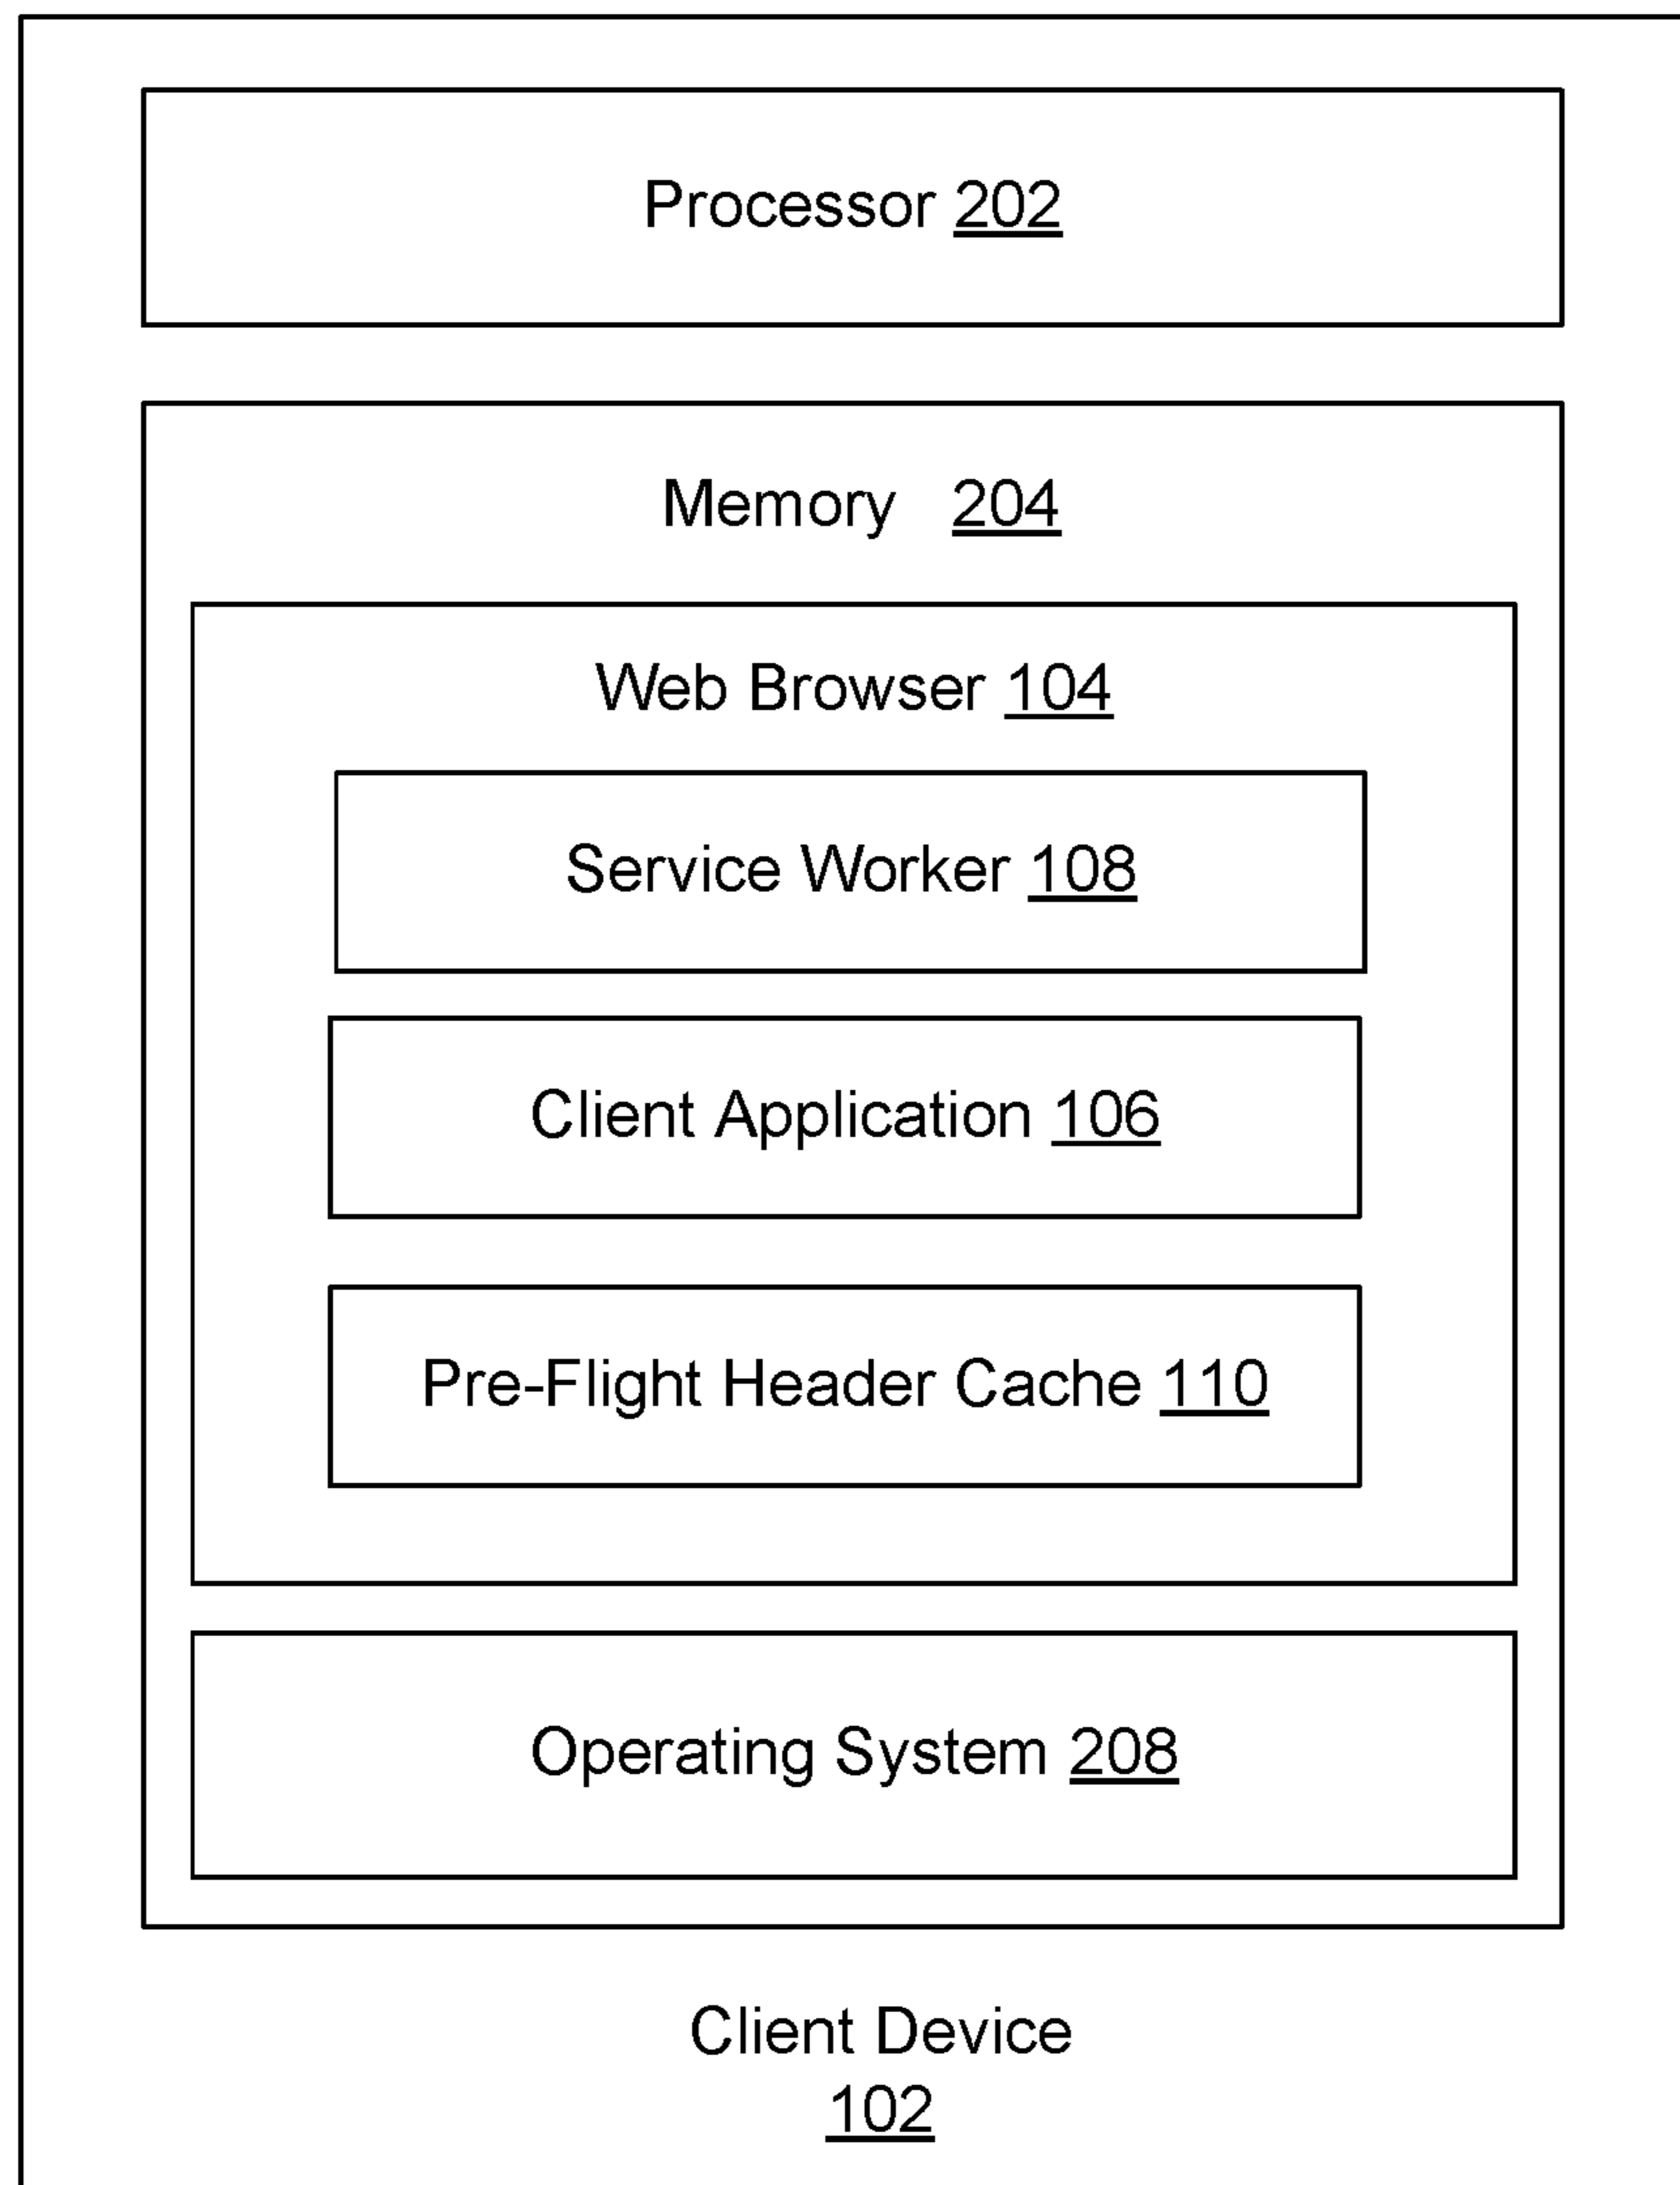 Processor 202
Memory 204
Web Browser 104
Service Worker 108
Client Application 106
Pre-Flight Header Cache 110
Operating System 208
Client Device
102